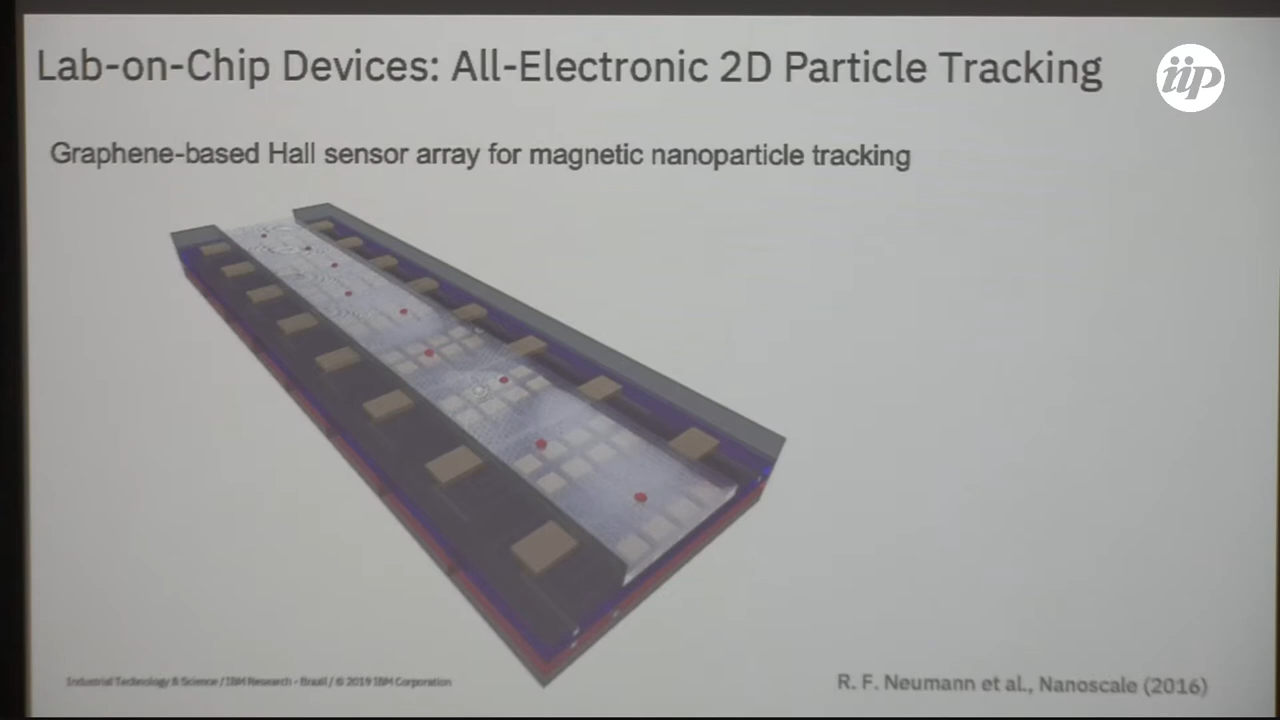 Lab-on-Chip Devices: All-Electronic 2D Particle Tracking
iip
Graphene-based Hall sensor array for magnetic nanoparticle tracking
Industrial Technology & Science / IBM Research - Brazil / © 2019 IBM Corporation
R. F. Neumann et al., Nanoscale (2016)